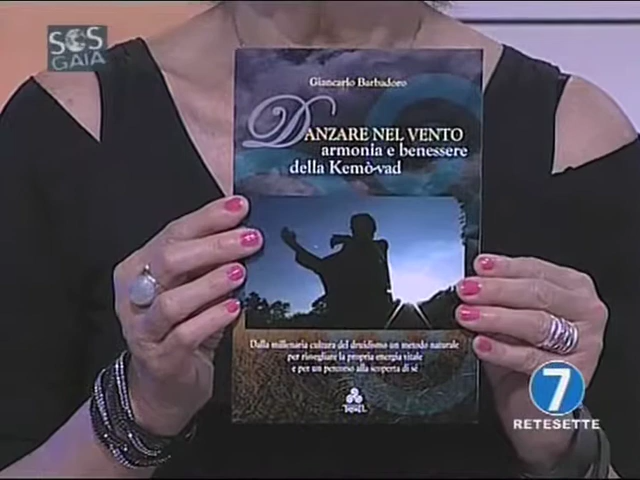 SOS
GAIA
Giancarlo Barbadoro
DANZARE NEL VENTO
armonia e benessere
della Kemò-vad
Dalla millenaria cultura del druidismo un metodo naturale
per risvegliare la propria energia vitale
e per un percorso alla scoperta di sé
7
RETESETTE